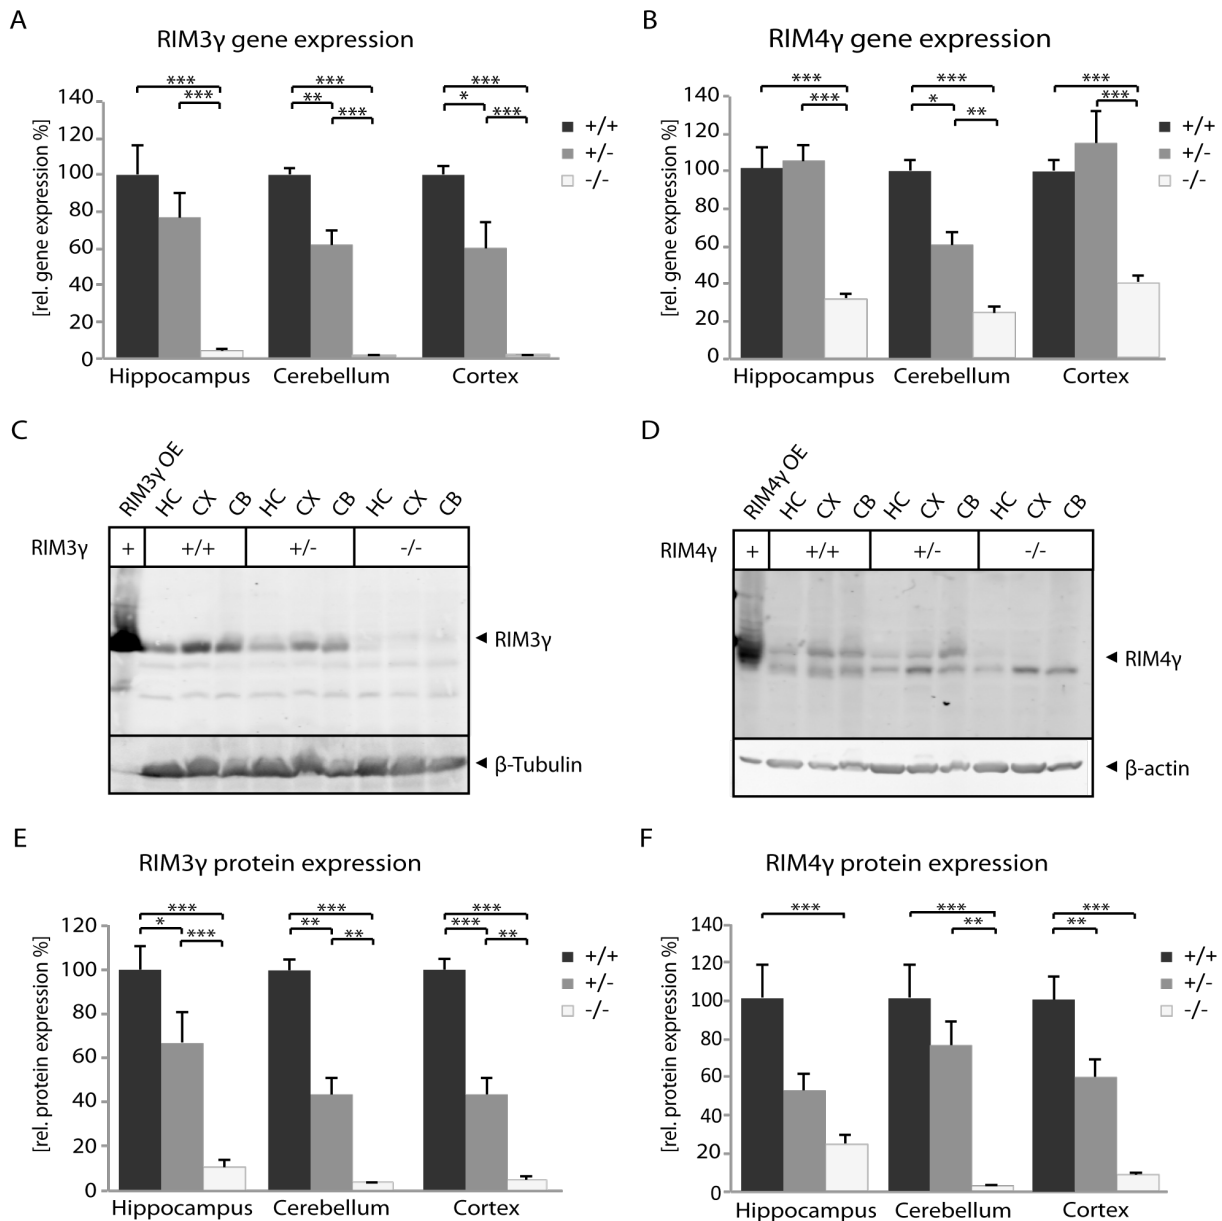 A
RIM3γ gene expression
*** *** ***
*** ** *** * ***
[rel. gene expression %]
140
120
100
80
60
40
20
0
+/+
+/-
-/-
Hippocampus Cerebellum Cortex
B
RIM4γ gene expression
*** *** ***
*** * ** ***
[rel. gene expression %]
140
120
100
80
60
40
20
0
+/+
+/-
-/-
Hippocampus Cerebellum Cortex
C
RIM3γ OE HC CX CB HC CX CB HC CX CB
RIM3γ + +/+ +/- -/-
◄ RIM3γ
◄ β-Tubulin
D
RIM4γ OE HC CX CB HC CX CB HC CX CB
RIM4γ + +/+ +/- -/-
◄ RIM4γ
◄ β-actin
E
RIM3γ protein expression
*** *** ***
* *** ** ** *** **
[rel. protein expression %]
120
100
80
60
40
20
0
+/+
+/-
-/-
Hippocampus Cerebellum Cortex
F
RIM4γ protein expression
*** *** ***
** **
[rel. protein expression %]
140
120
100
80
60
40
20
0
+/+
+/-
-/-
Hippocampus Cerebellum Cortex